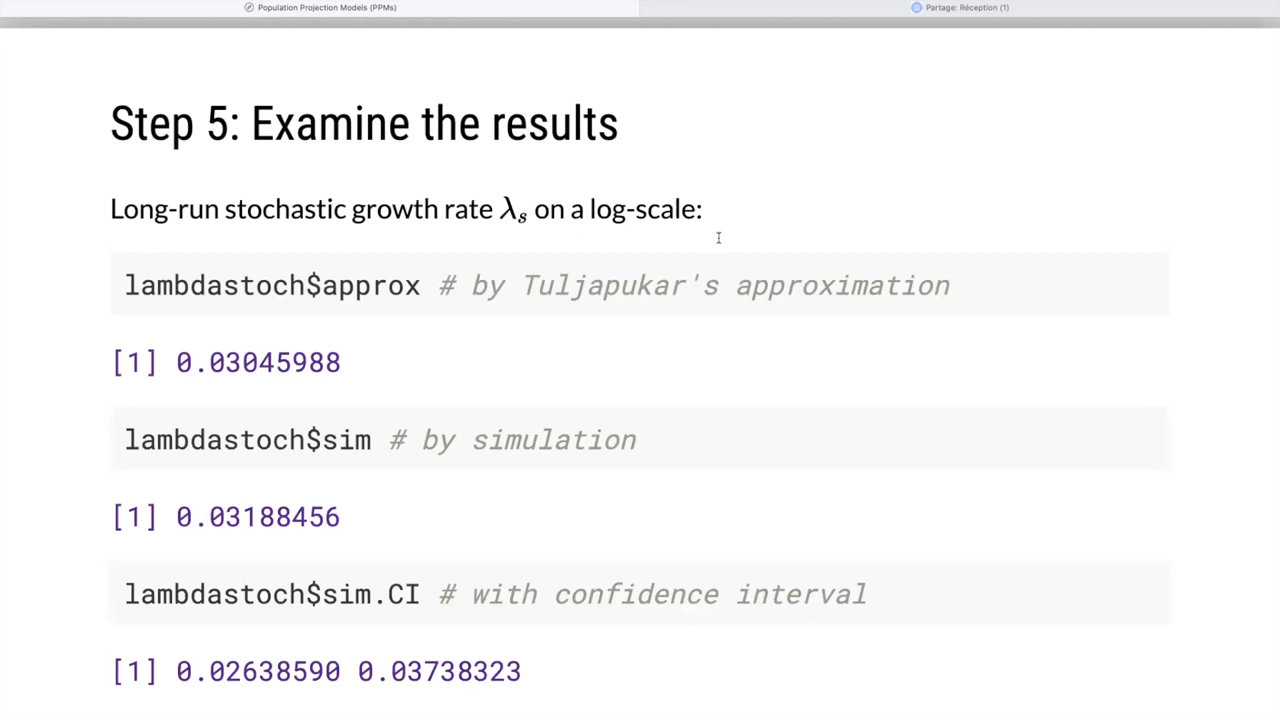 Population Projection Models (PPMs)
Partage: Réception (1)
Step 5: Examine the results
Long-run stochastic growth rate λₛ on a log-scale:
lambdastoch$approx # by Tuljapukar's approximation
[1] 0.03045988
lambdastoch$sim # by simulation
[1] 0.03188456
lambdastoch$sim.CI # with confidence interval
[1] 0.02638590 0.03738323